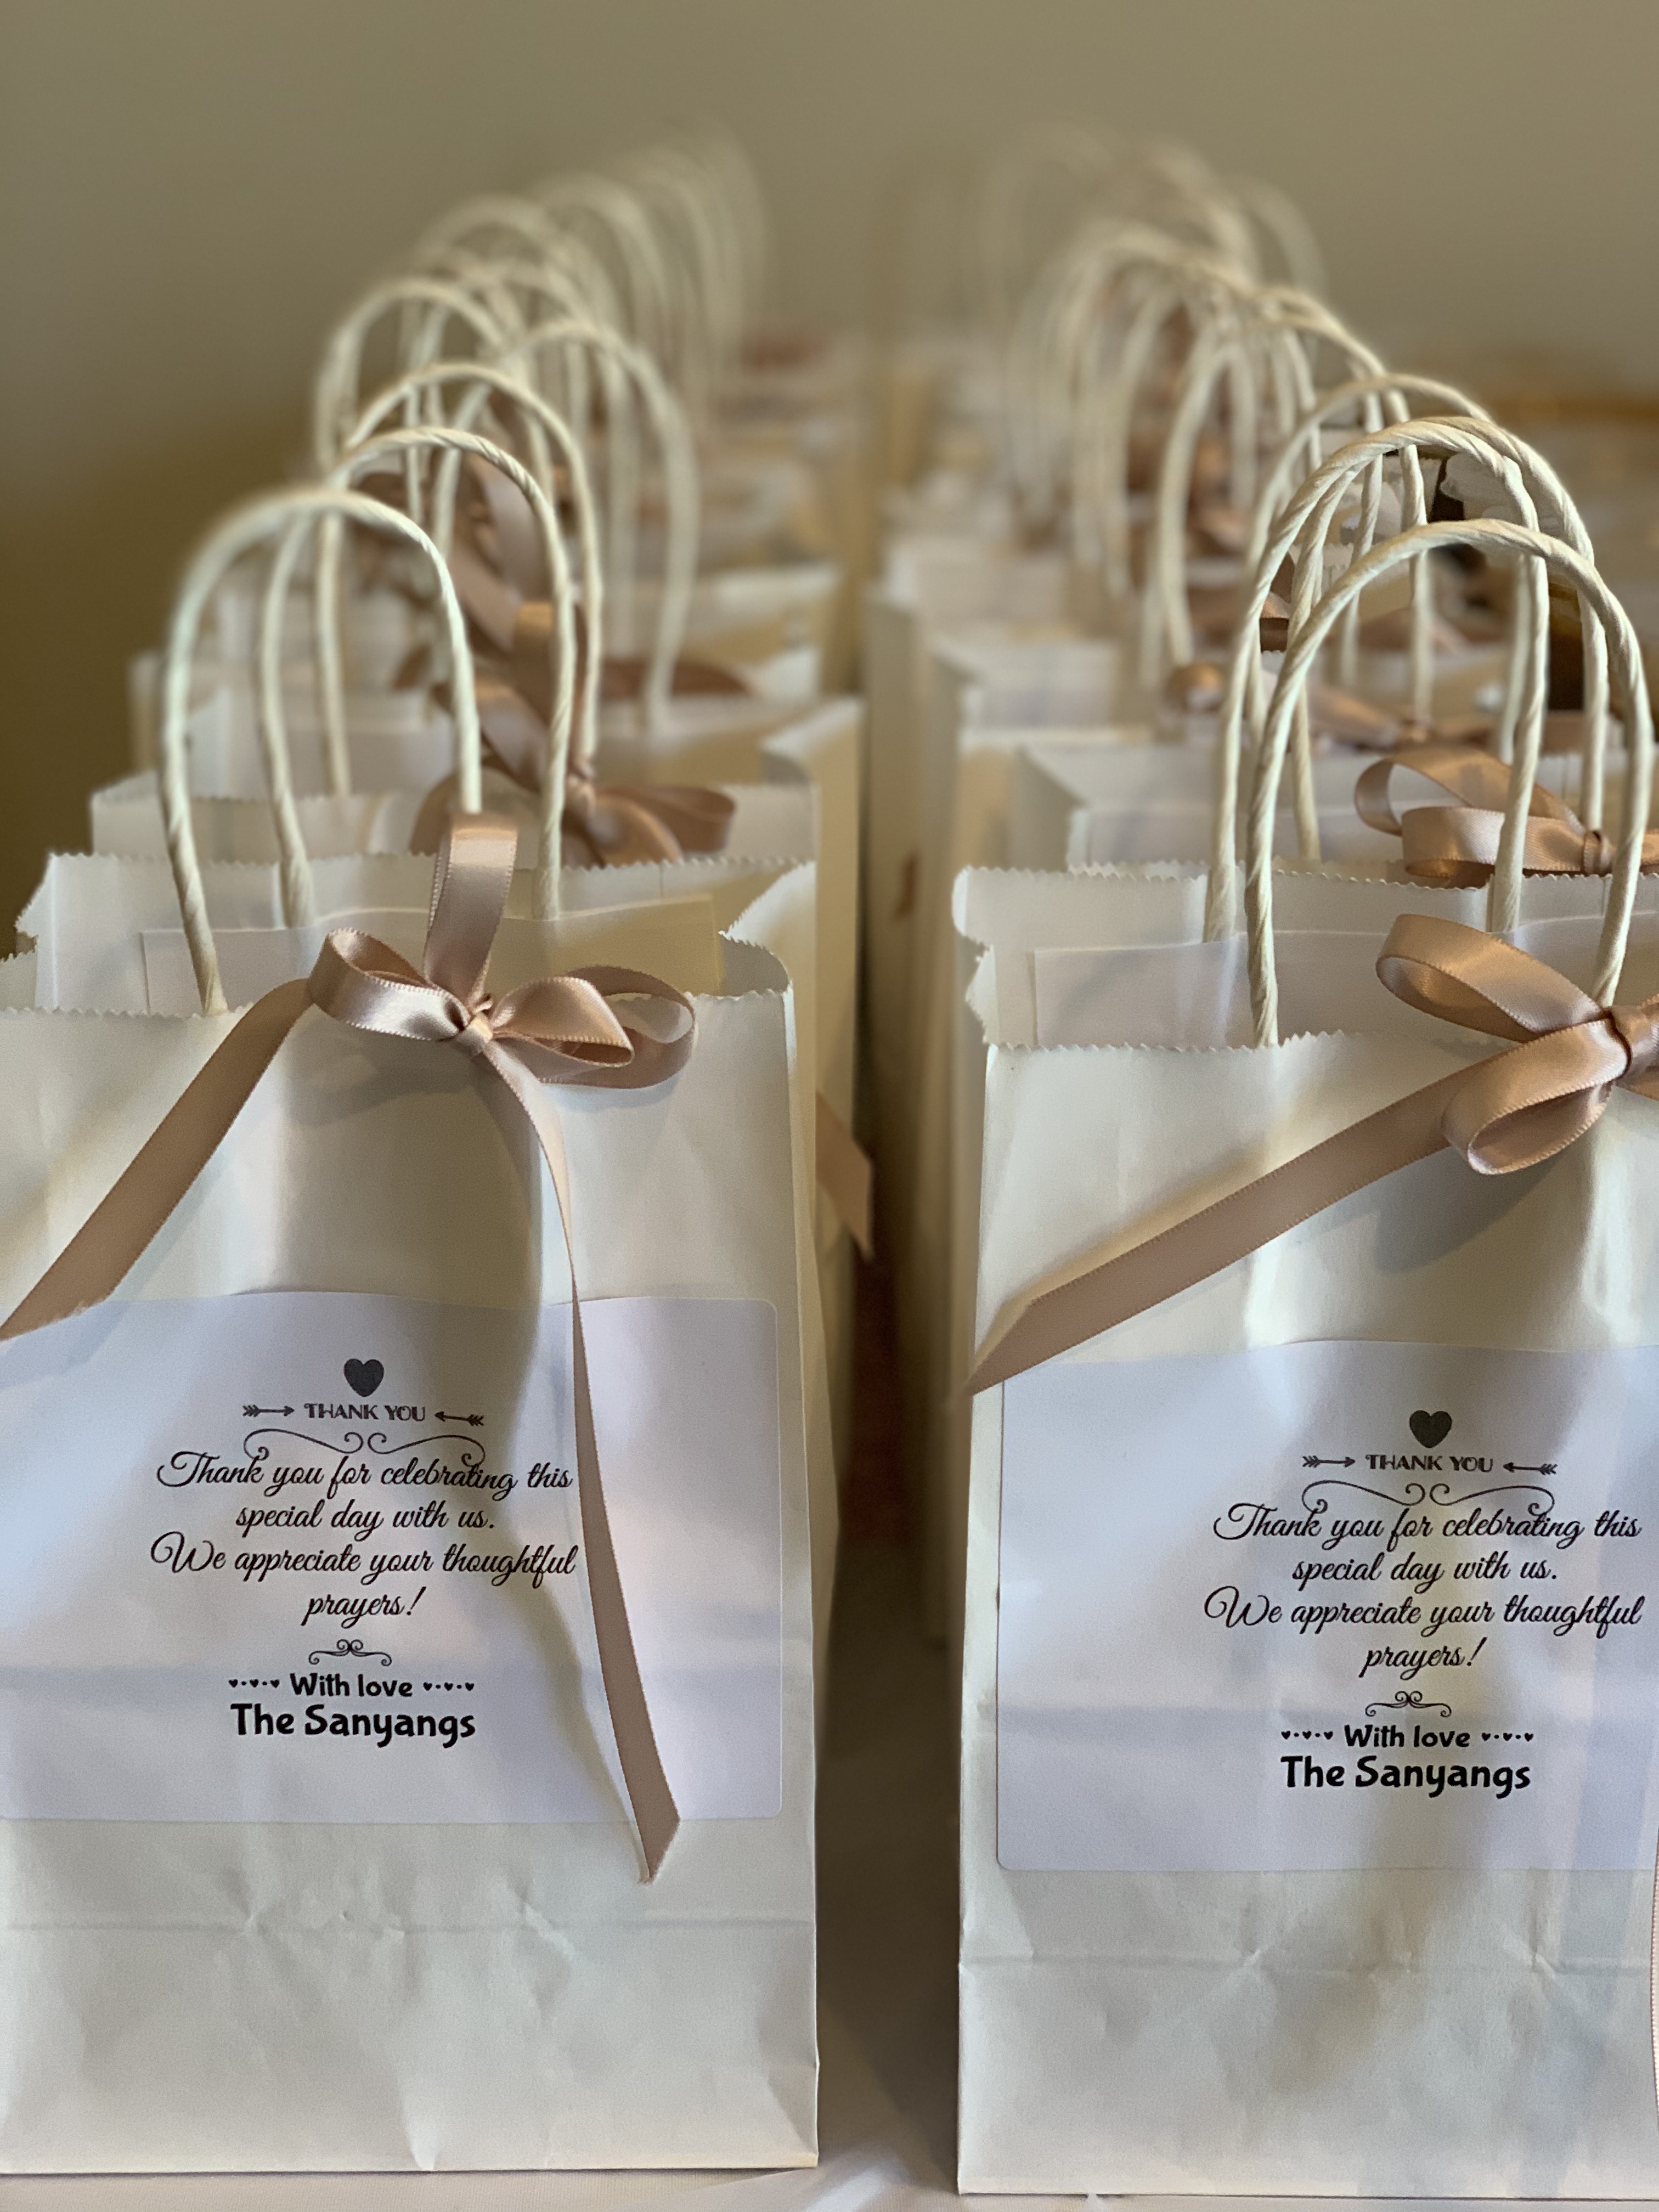 THANK YOU
Thank you for celebrating this
special day with us.
We appreciate your thoughtful
prayers!
With love
The Sanyangs
THANK YOU
Thank you for celebrating this
special day with us.
We appreciate your thoughtful
prayers!
With love
The Sanyangs